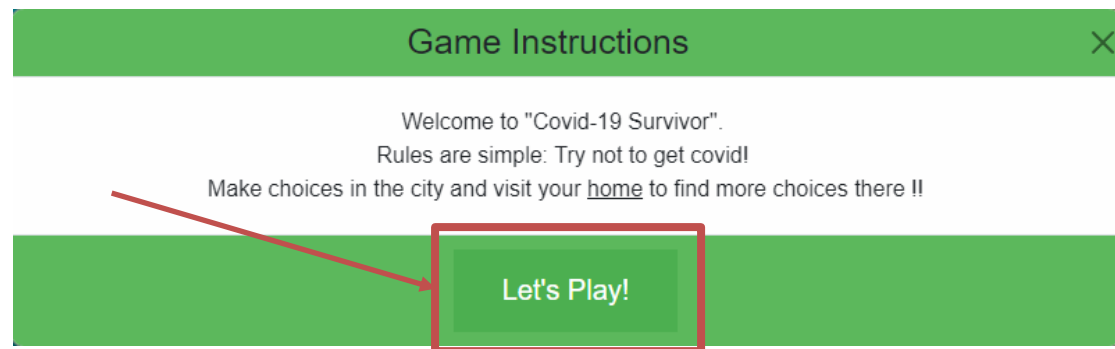 Game Instructions
Welcome to "Covid-19 Survivor".
Rules are simple: Try not to get covid!
Make choices in the city and visit your home to find more choices there !!
Let's Play!